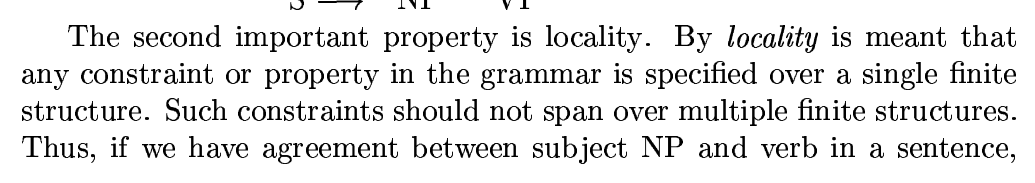 S ⟶ NP VP
The second important property is locality. By locality is meant that
any constraint or property in the grammar is specified over a single finite
structure. Such constraints should not span over multiple finite structures.
Thus, if we have agreement between subject NP and verb in a sentence,